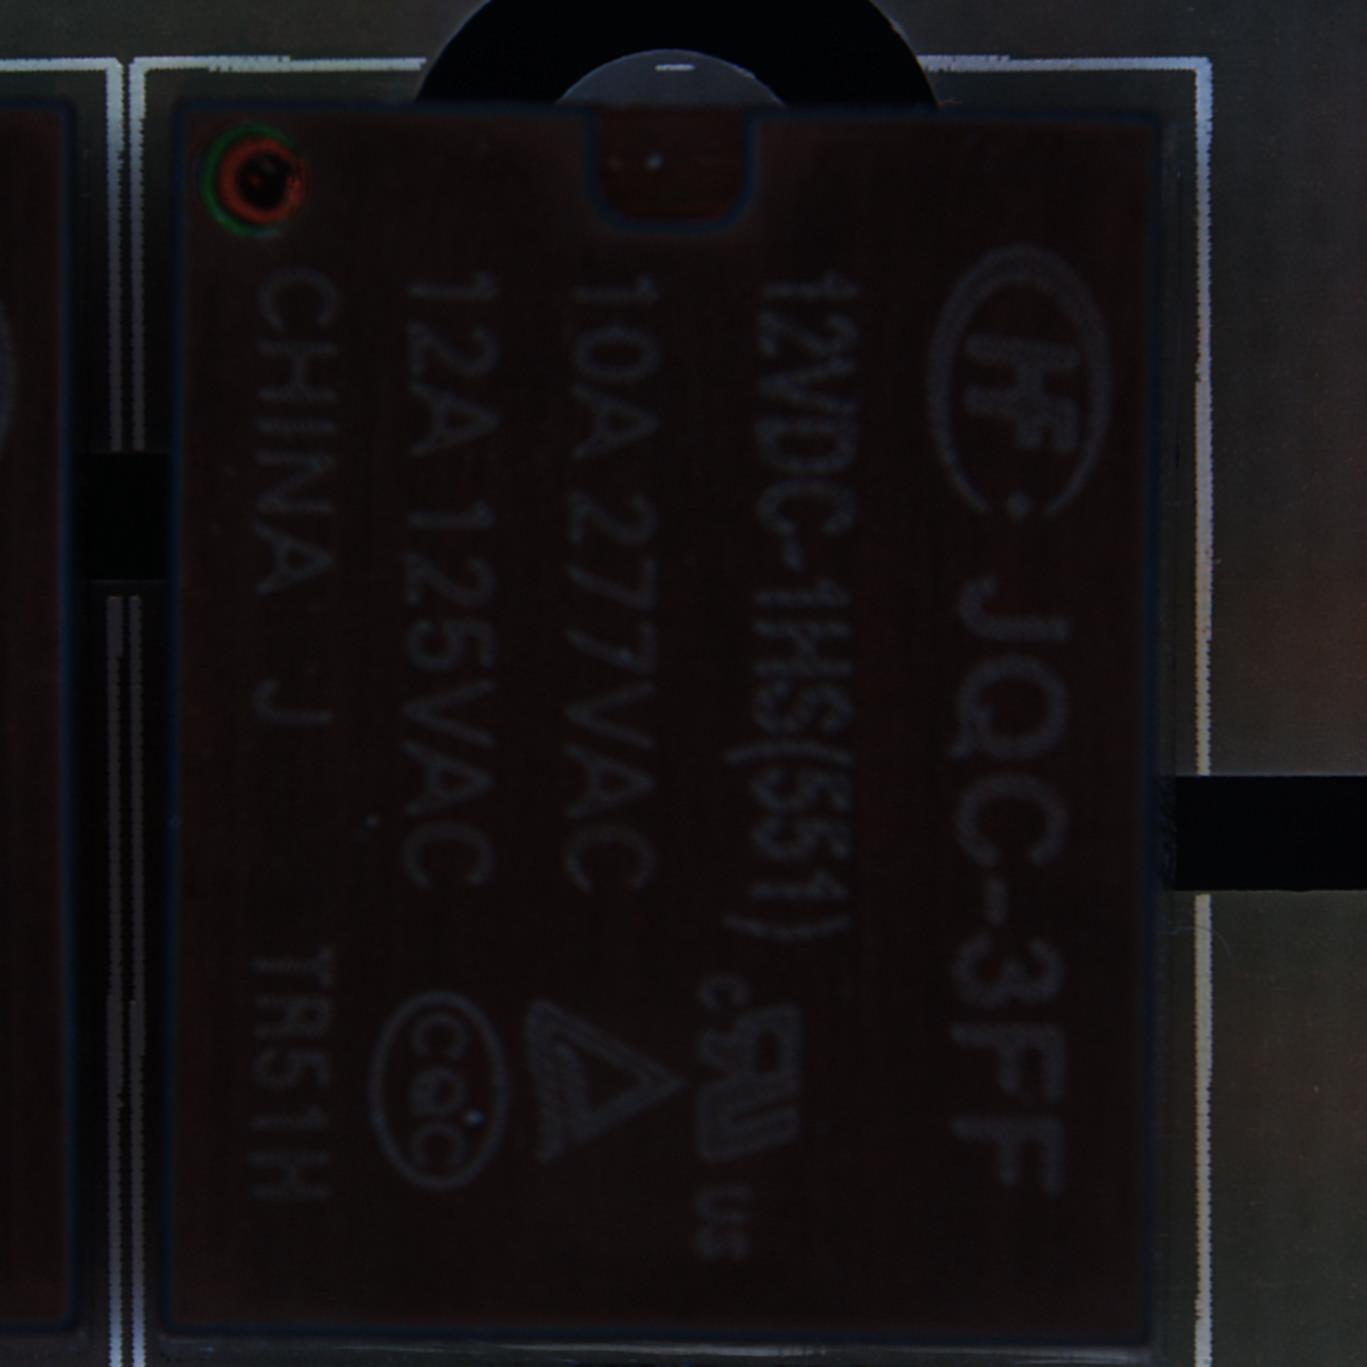 HF JQC-3FF
12VDC-1HS(551)
10A 277VAC
12A 125VAC
CHINA J TR51H
c US
CQC